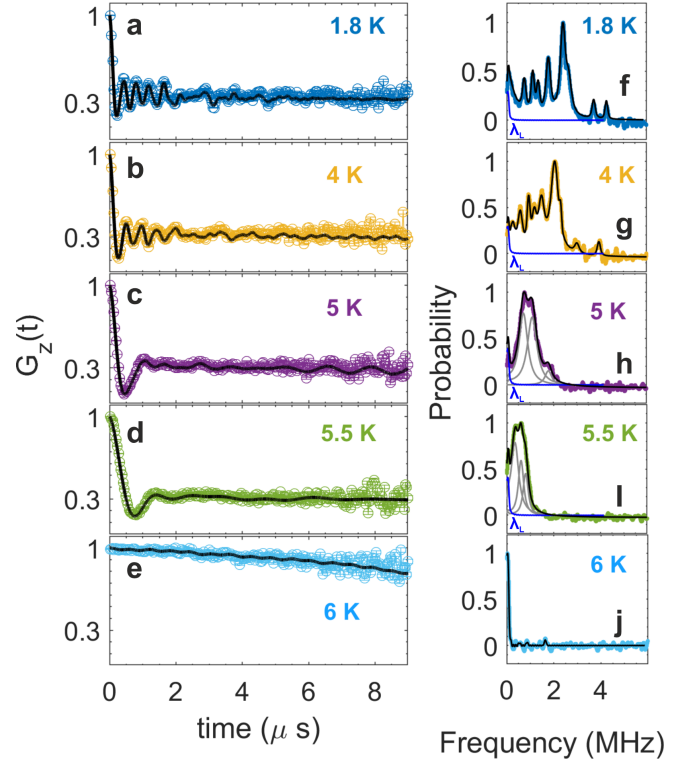 a 1.8 K
1
0.3
b 4 K
1
0.3
c 5 K
1
0.3
d 5.5 K
1
0.3
e 6 K
1
0.3
0 2 4 6 8
time (μ s)
G_z(t)
1.8 K
f
1
0.5
0
λ_L
4 K
g
1
0.5
0
λ_L
5 K
h
1
0.5
0
λ_L
5.5 K
I
1
0.5
0
λ_L
6 K
j
1
0.5
0
0 2 4
Frequency (MHz)
Probability